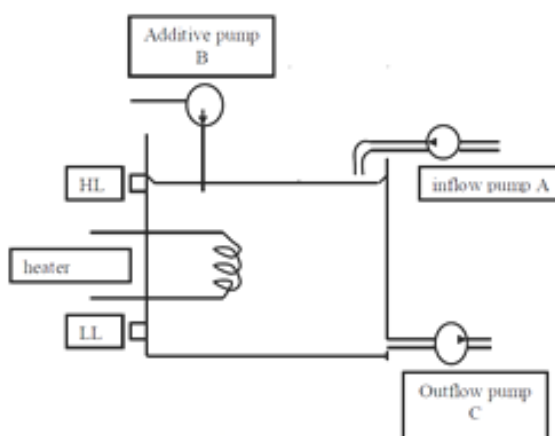 Additive pump
B
HL
inflow pump A
heater
LL
Outflow pump
C